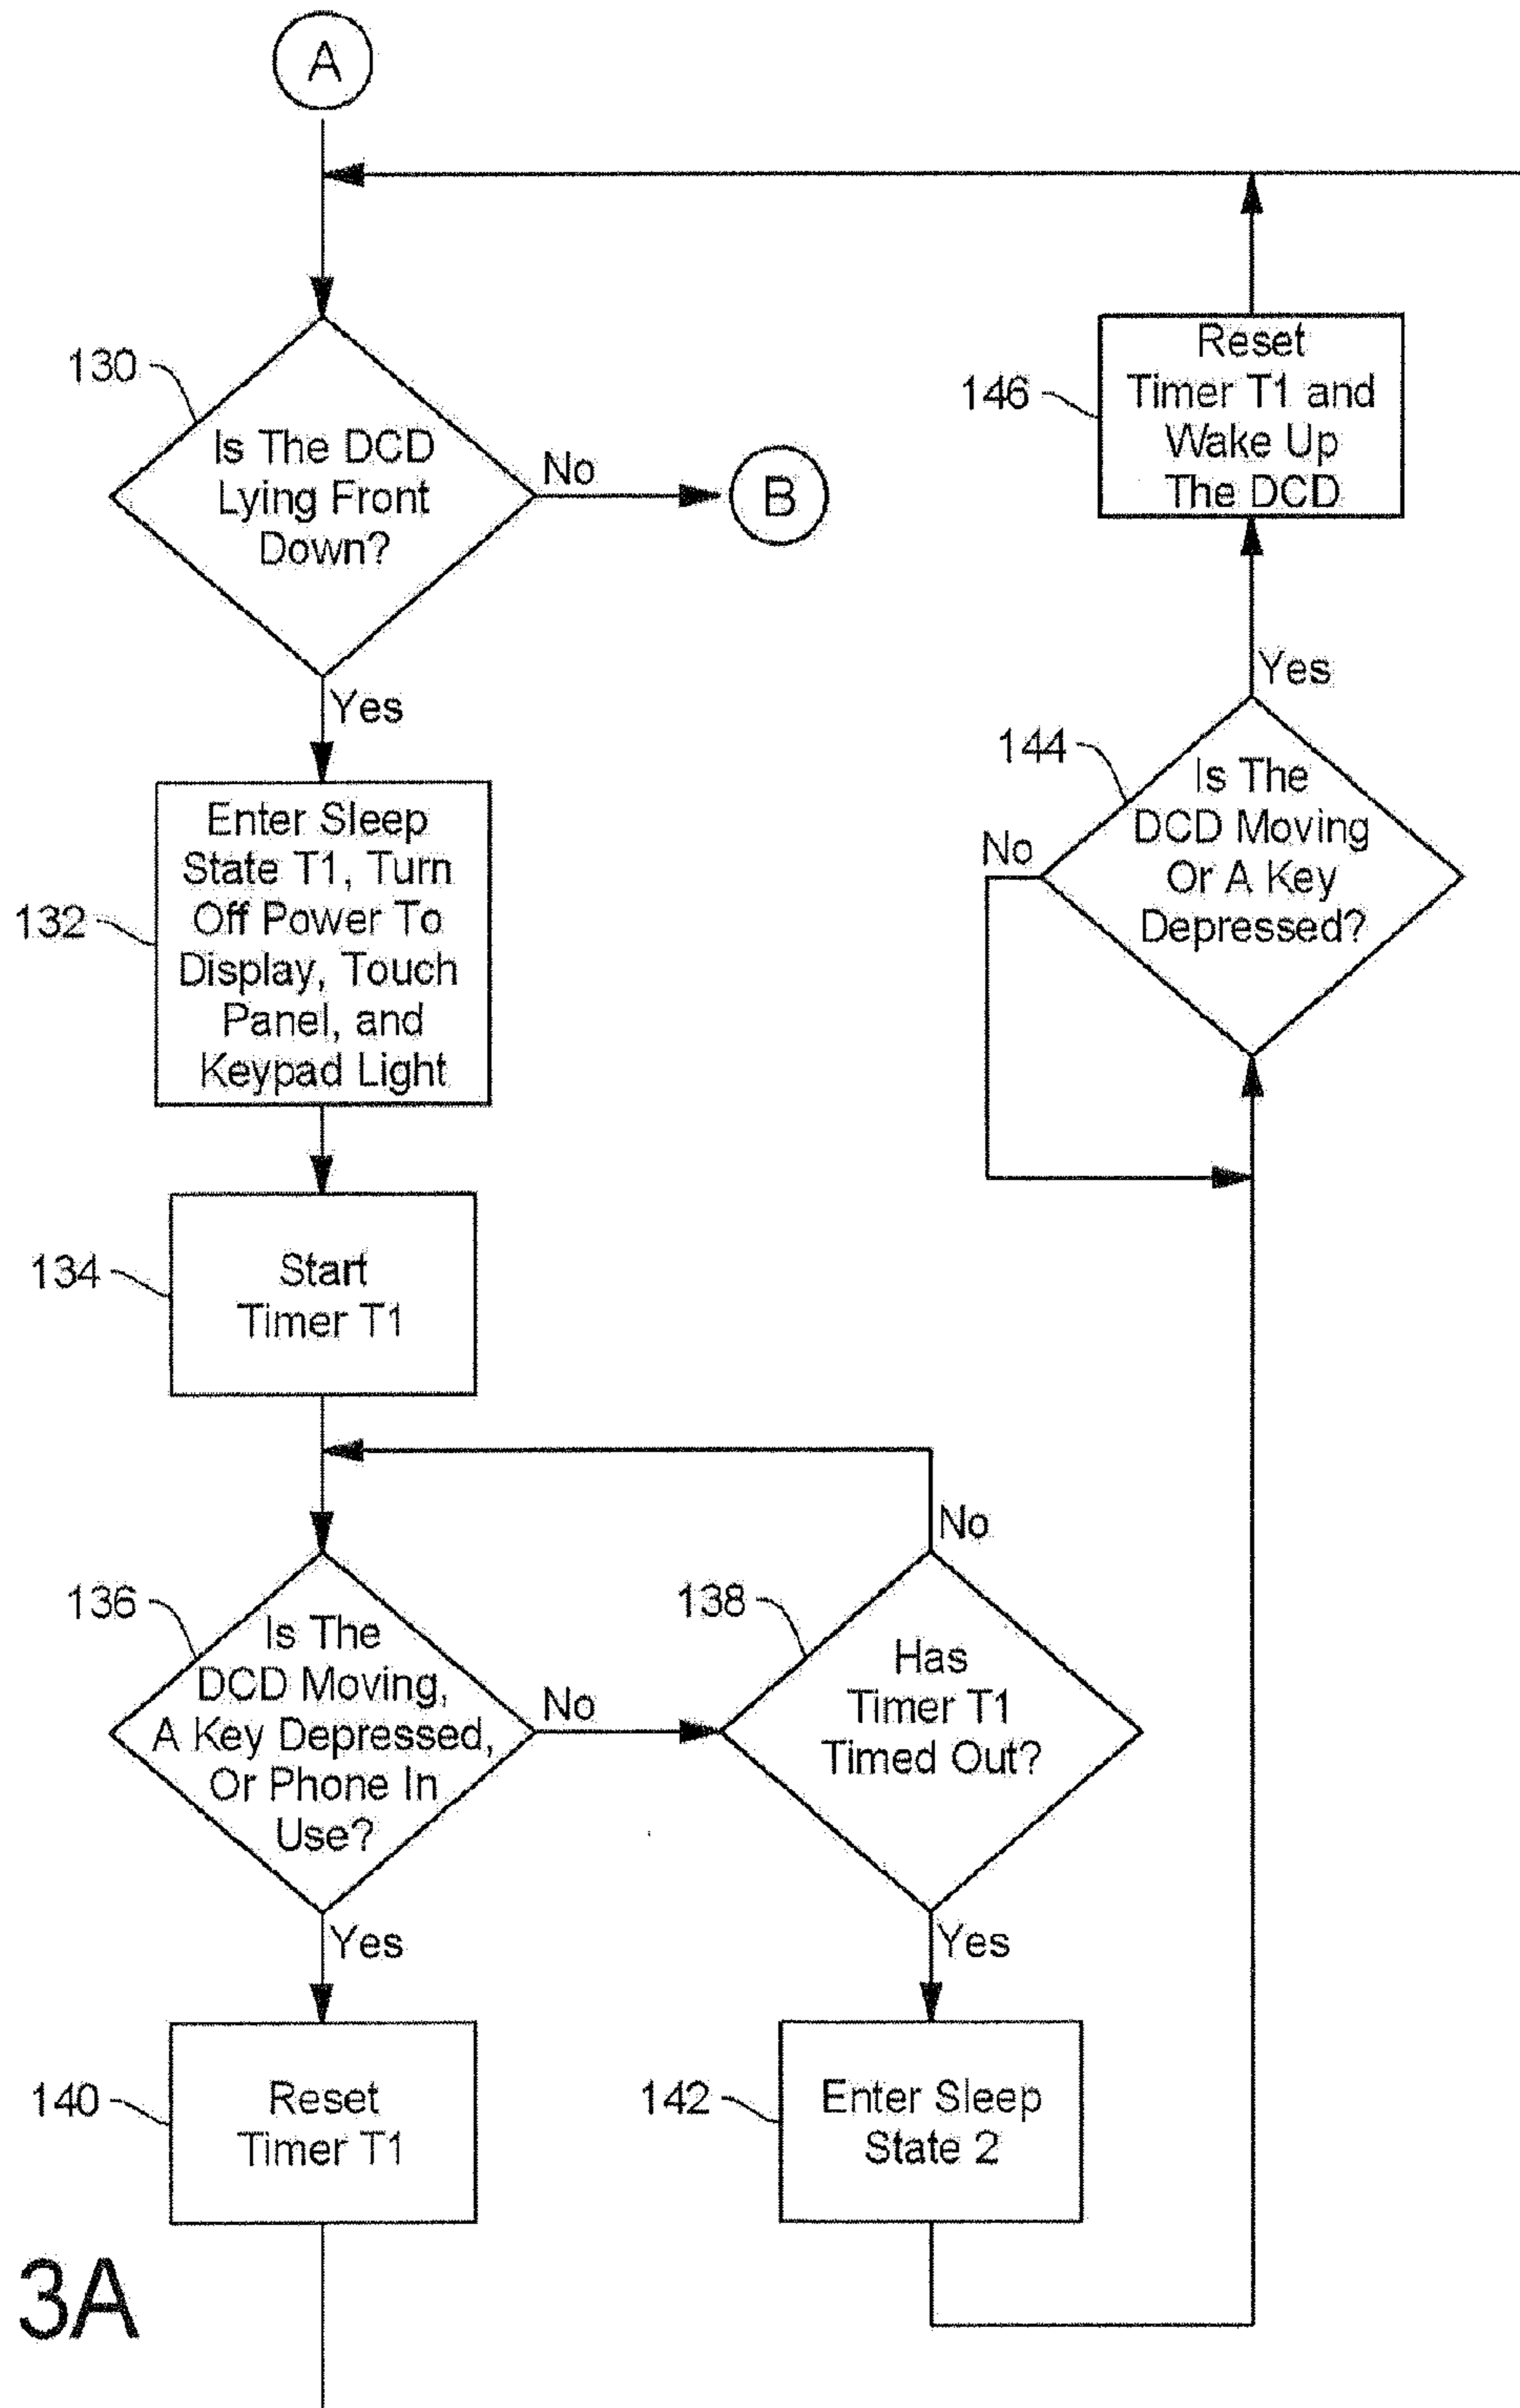 A
130
Is The DCD
Lying Front
Down?
No
B
Yes
132
Enter Sleep
State T1, Turn
Off Power To
Display, Touch
Panel, and
Keypad Light
134
Start
Timer T1
136
Is The
DCD Moving,
A Key Depressed,
Or Phone In
Use?
No
Yes
138
Has
Timer T1
Timed Out?
No
Yes
140
Reset
Timer T1
142
Enter Sleep
State 2
144
Is The
DCD Moving
Or A Key
Depressed?
No
Yes
146
Reset
Timer T1 and
Wake Up
The DCD
3A